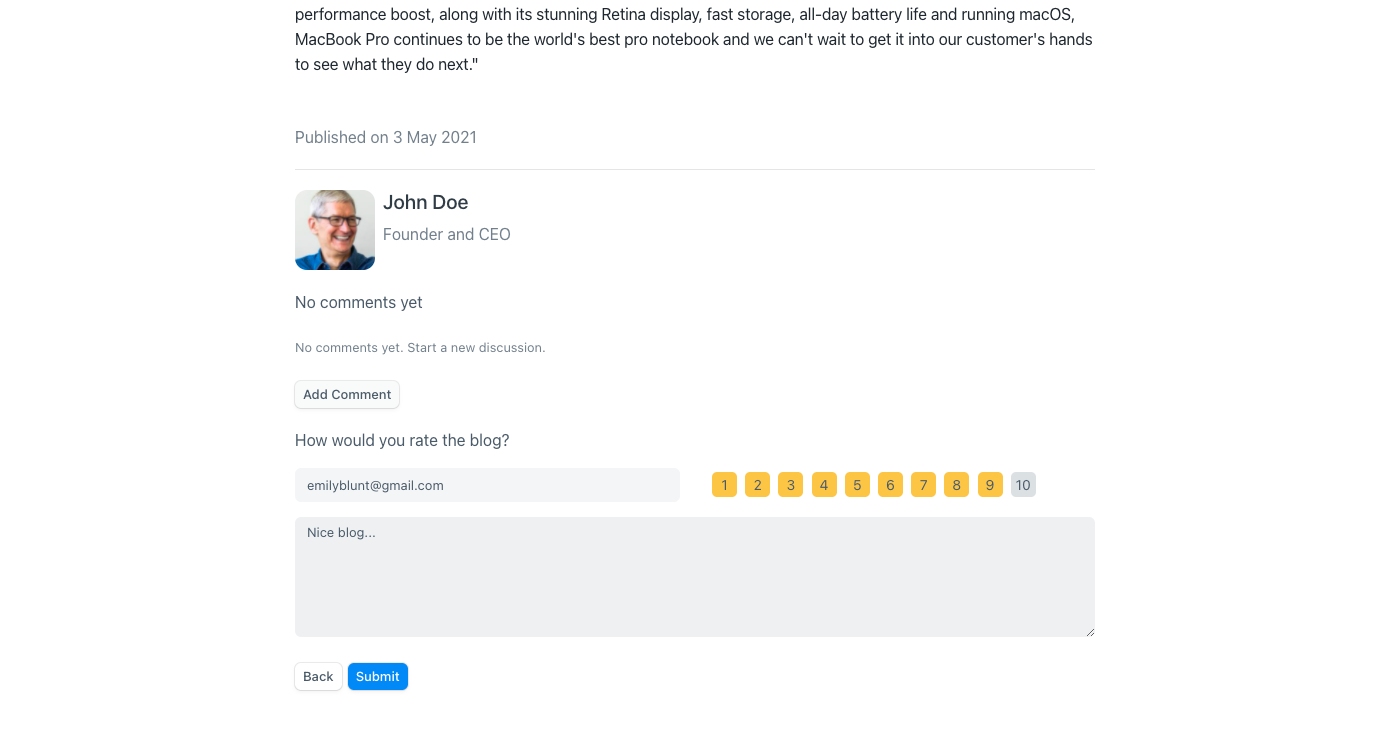 performance boost, along with its stunning Retina display, fast storage, all-day battery life and running macOS,
MacBook Pro continues to be the world's best pro notebook and we can't wait to get it into our customer's hands
to see what they do next."
Published on 3 May 2021
John Doe
Founder and CEO
No comments yet
No comments yet. Start a new discussion.
Add Comment
How would you rate the blog?
emilyblunt@gmail.com 1 2 3 4 5 6 7 8 9 10
Nice blog...
Back Submit